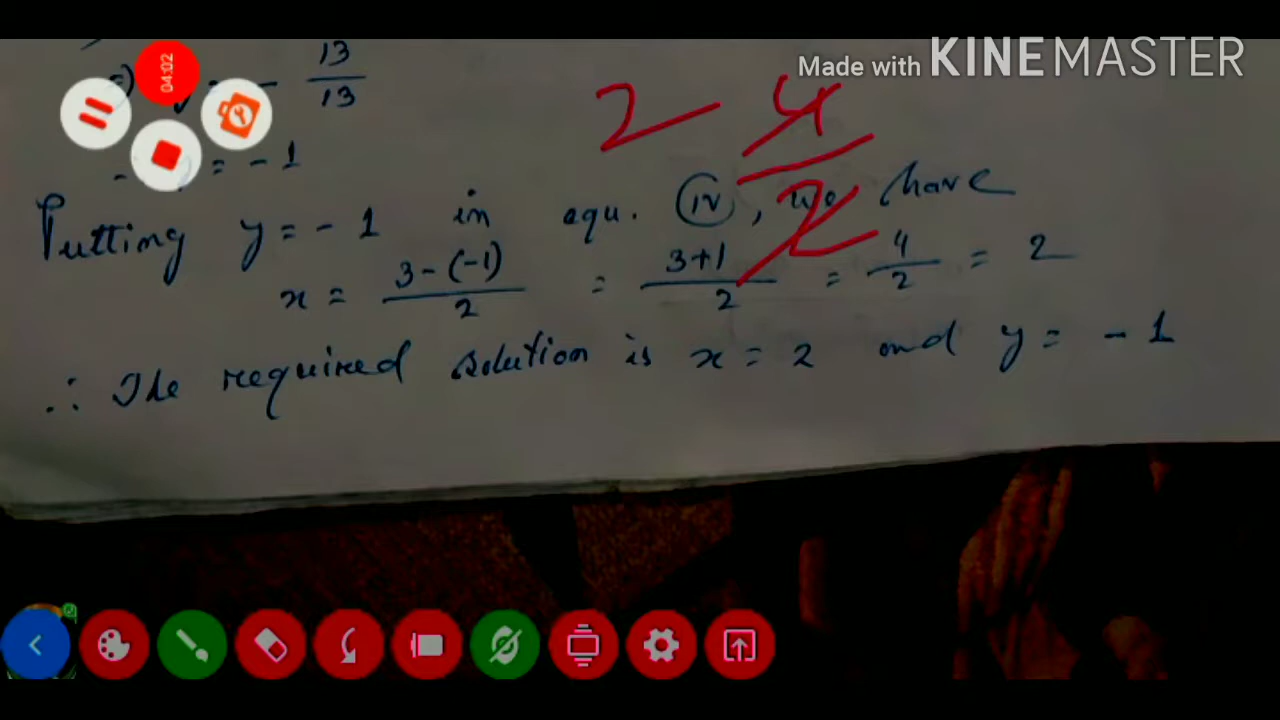 Made with KINEMASTER
04:02
13
13
= - 1
2 4
2
Putting y = - 1 in equ. (IV), we have
x = 3 - (-1) / 2 = 3+1 / 2 = 4 / 2 = 2
∴ The required solution is x = 2 and y = - 1